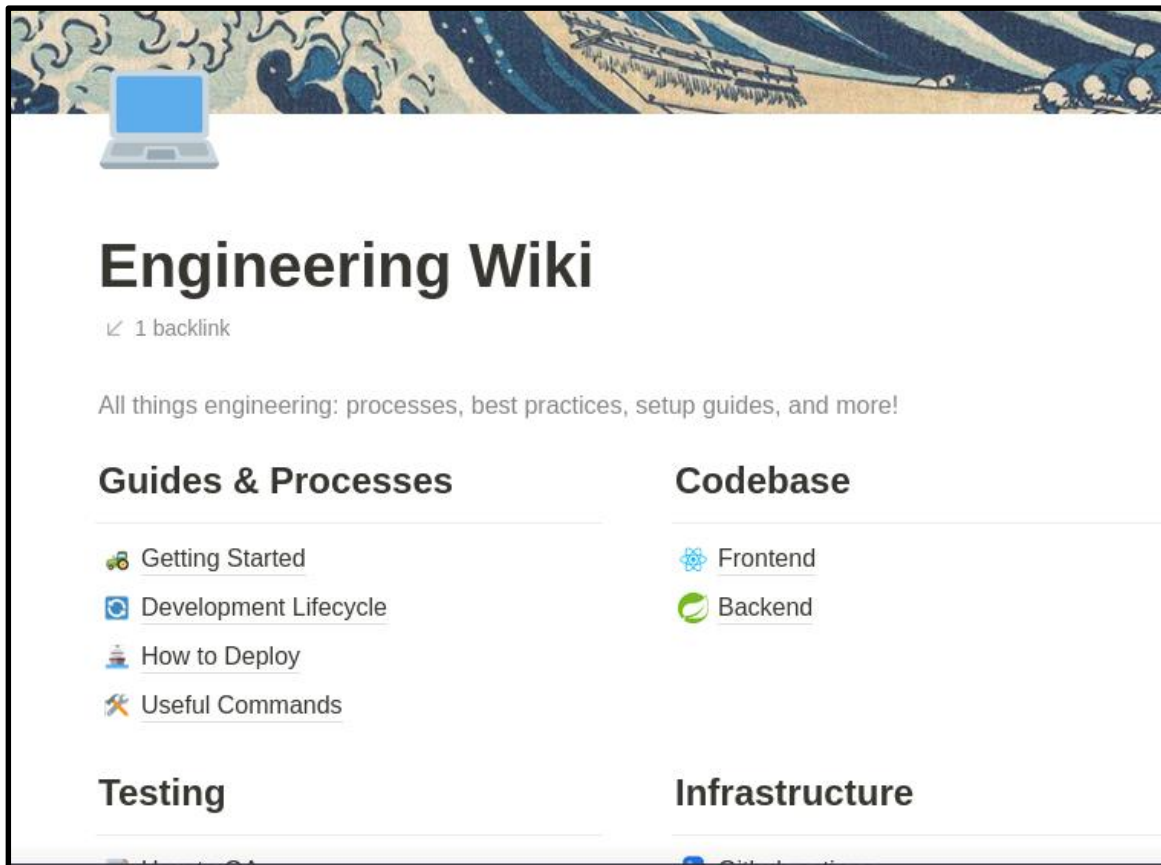 Engineering Wiki
1 backlink
All things engineering: processes, best practices, setup guides, and more!
Guides & Processes
Getting Started
Development Lifecycle
How to Deploy
Useful Commands
Codebase
Frontend
Backend
Testing
Infrastructure